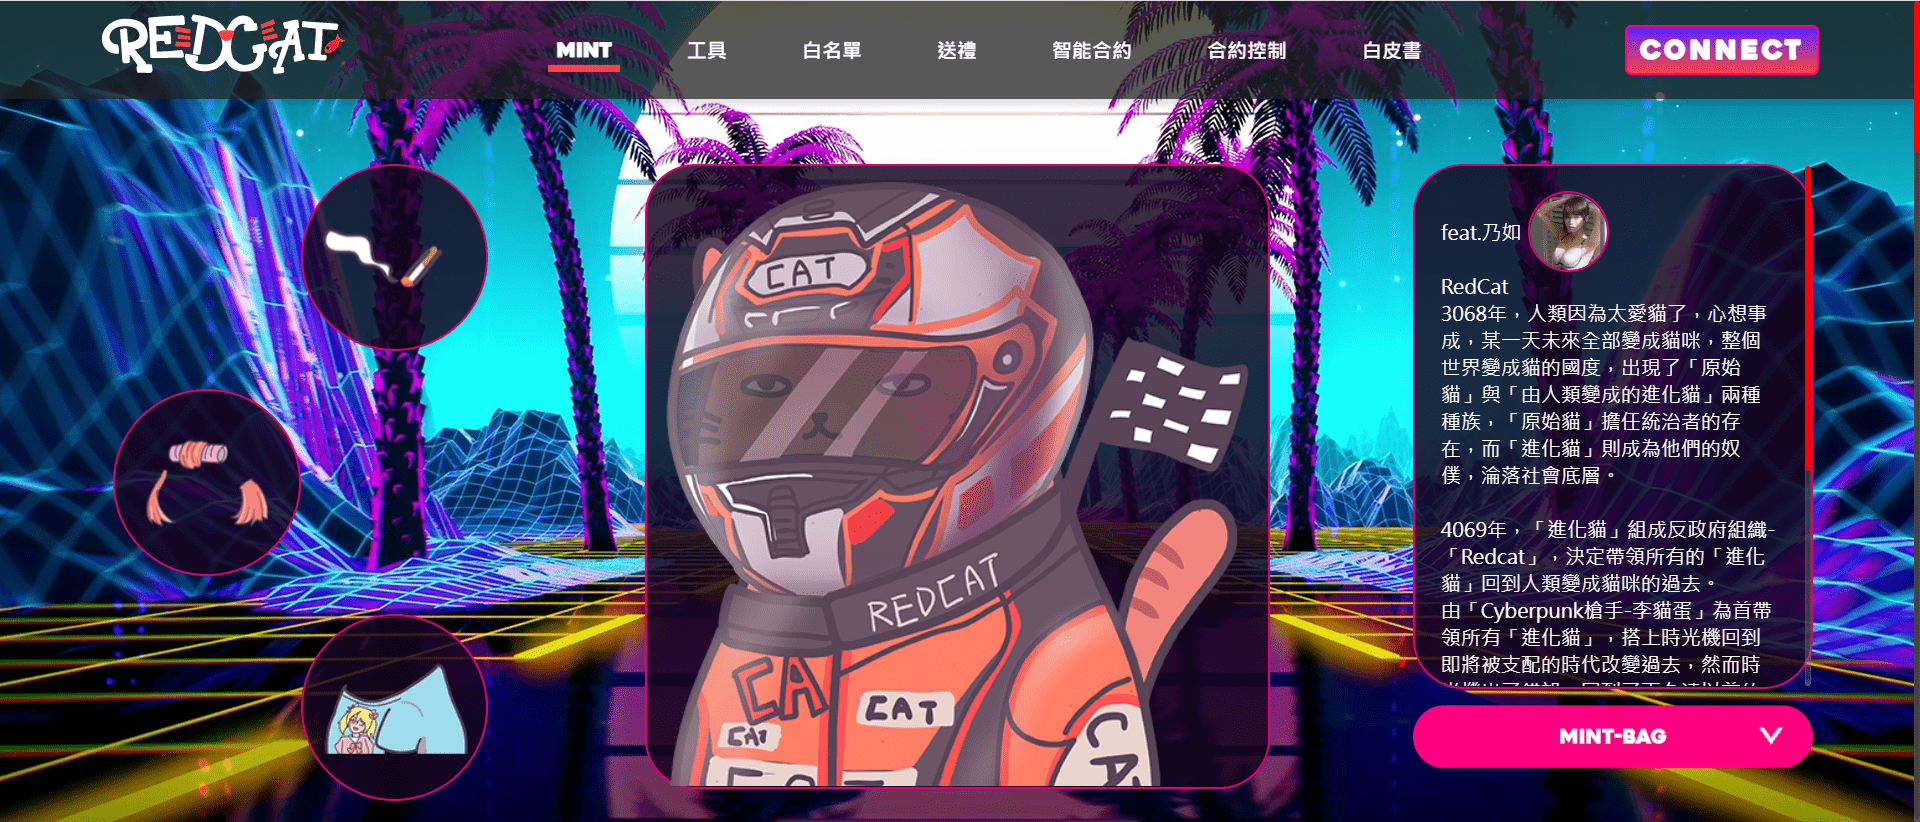 REDCAT
MINT
工具
白名單
送禮
智能合約
合約控制
白皮書
CONNECT
CAT
REDCAT
CA
CAT
CAT
CA
feat.乃如
RedCat
3068年，人類因為太愛貓了，心想事
成，某一天未來全部變成貓咪，整個
世界變成貓的國度，出現了「原始
貓」與「由人類變成的進化貓」兩種
種族，「原始貓」擔任統治者的存
在，而「進化貓」則成為他們的奴
僕，淪落社會底層。
4069年，「進化貓」組成反政府組織-
「Redcat」，決定帶領所有的「進化
貓」回到人類變成貓咪的過去。
由「Cyberpunk槍手-李貓蛋」為首帶
領所有「進化貓」，搭上時光機回到
即將被支配的時代改變過去，然而時
MINT-BAG